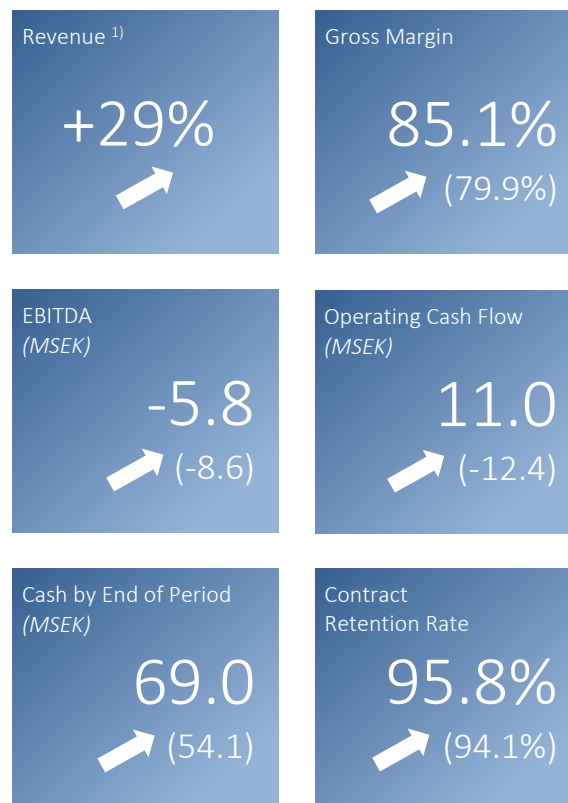 Revenue 1)
+29%
Gross Margin
85.1%
(79.9%)
EBITDA
(MSEK)
-5.8
(-8.6)
Operating Cash Flow
(MSEK)
11.0
(-12.4)
Cash by End of Period
(MSEK)
69.0
(54.1)
Contract
Retention Rate
95.8%
(94.1%)